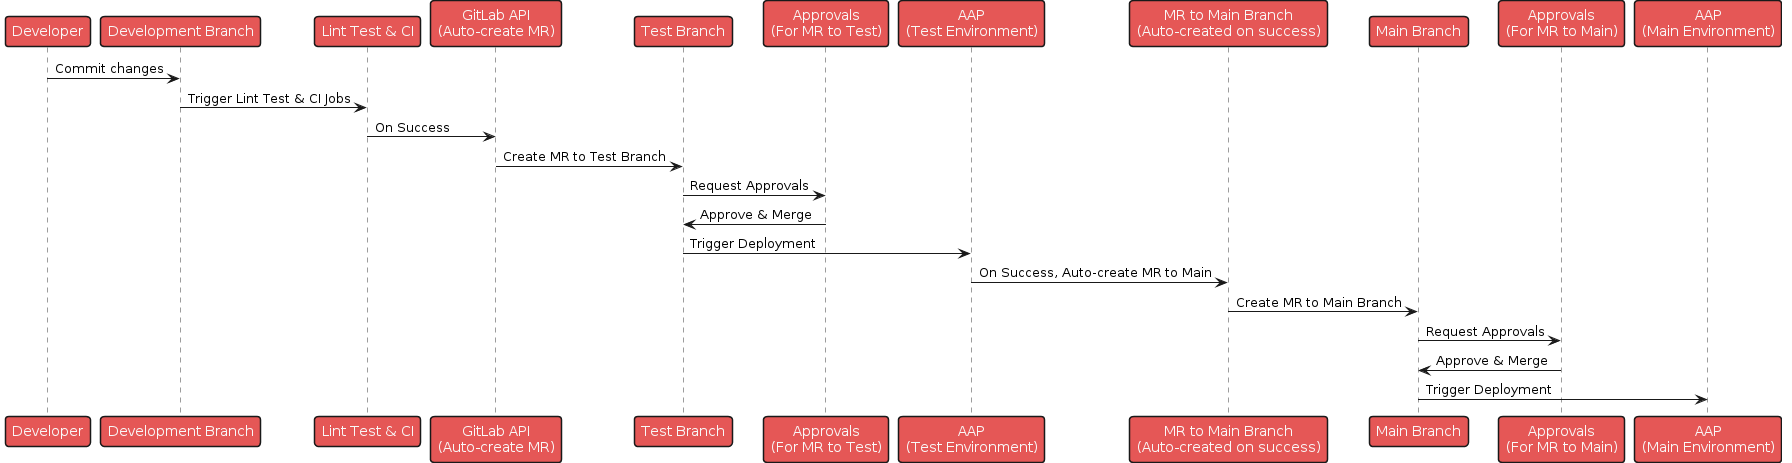 Developer
Development Branch
Lint Test & CI
GitLab API
(Auto-create MR)
Test Branch
Approvals
(For MR to Test)
AAP
(Test Environment)
MR to Main Branch
(Auto-created on success)
Main Branch
Approvals
(For MR to Main)
AAP
(Main Environment)
Commit changes
Trigger Lint Test & CI Jobs
On Success
Create MR to Test Branch
Request Approvals
Approve & Merge
Trigger Deployment
On Success, Auto-create MR to Main
Create MR to Main Branch
Request Approvals
Approve & Merge
Trigger Deployment
Developer
Development Branch
Lint Test & CI
GitLab API
(Auto-create MR)
Test Branch
Approvals
(For MR to Test)
AAP
(Test Environment)
MR to Main Branch
(Auto-created on success)
Main Branch
Approvals
(For MR to Main)
AAP
(Main Environment)